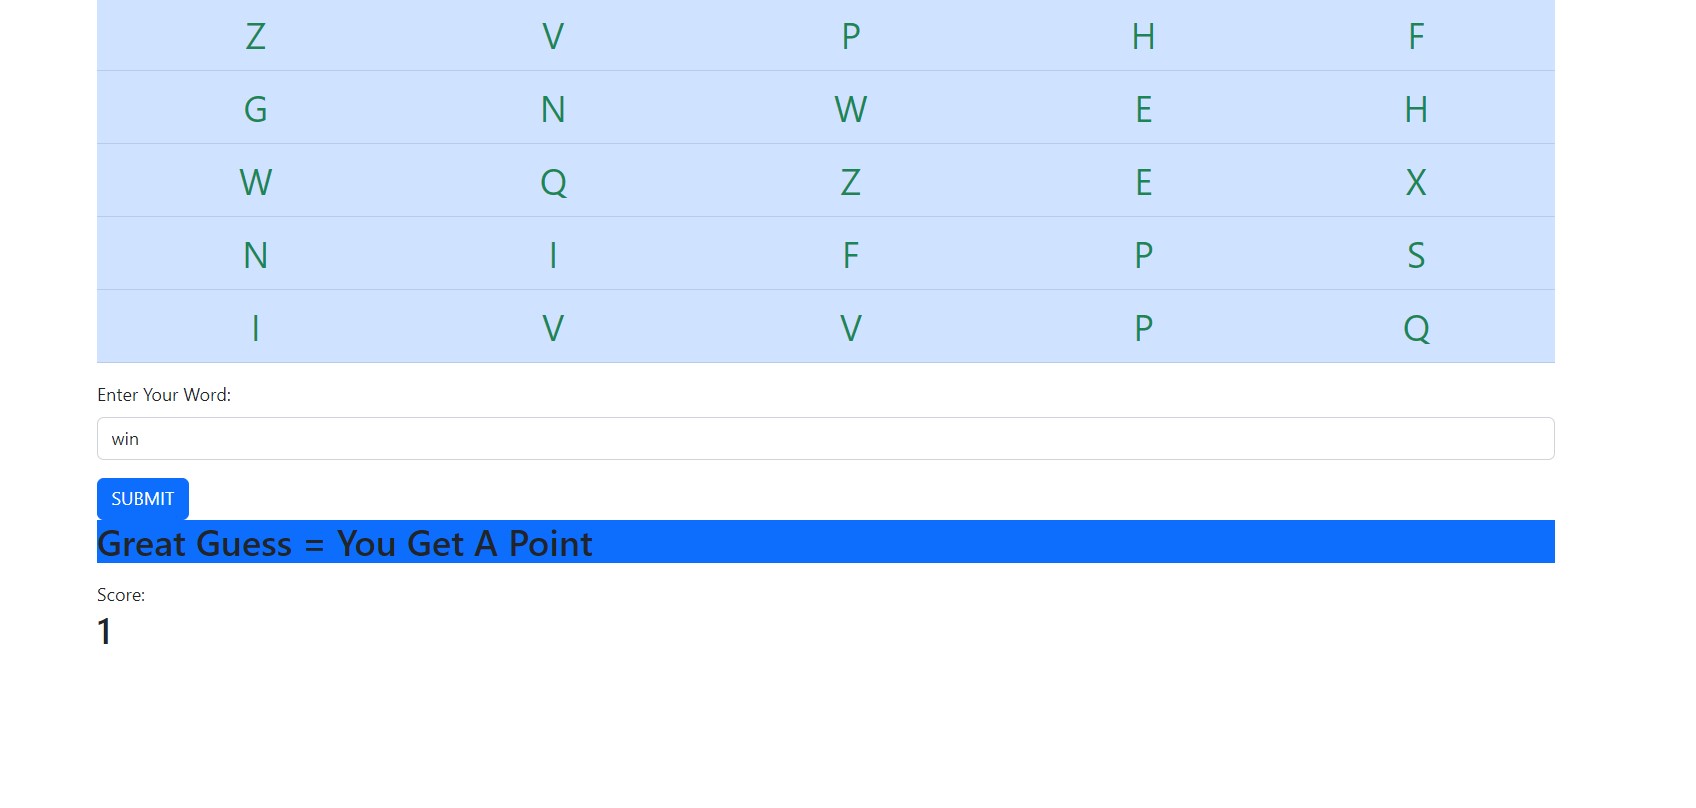 Z V P H F
G N W E H
W Q Z E X
N I F P S
I V V P Q
Enter Your Word:
win
SUBMIT
Great Guess = You Get A Point
Score:
1